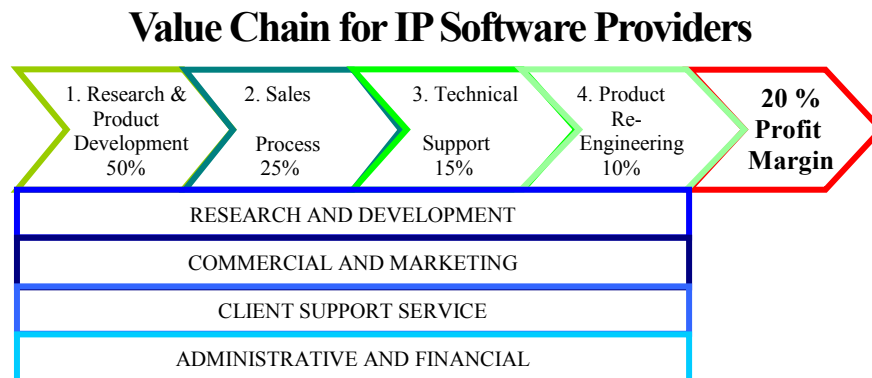 Value Chain for IP Software Providers
1. Research &
Product
Development
50%
2. Sales
Process
25%
3. Technical
Support
15%
4. Product
Re-
Engineering
10%
20 %
Profit
Margin
RESEARCH AND DEVELOPMENT
COMMERCIAL AND MARKETING
CLIENT SUPPORT SERVICE
ADMINISTRATIVE AND FINANCIAL